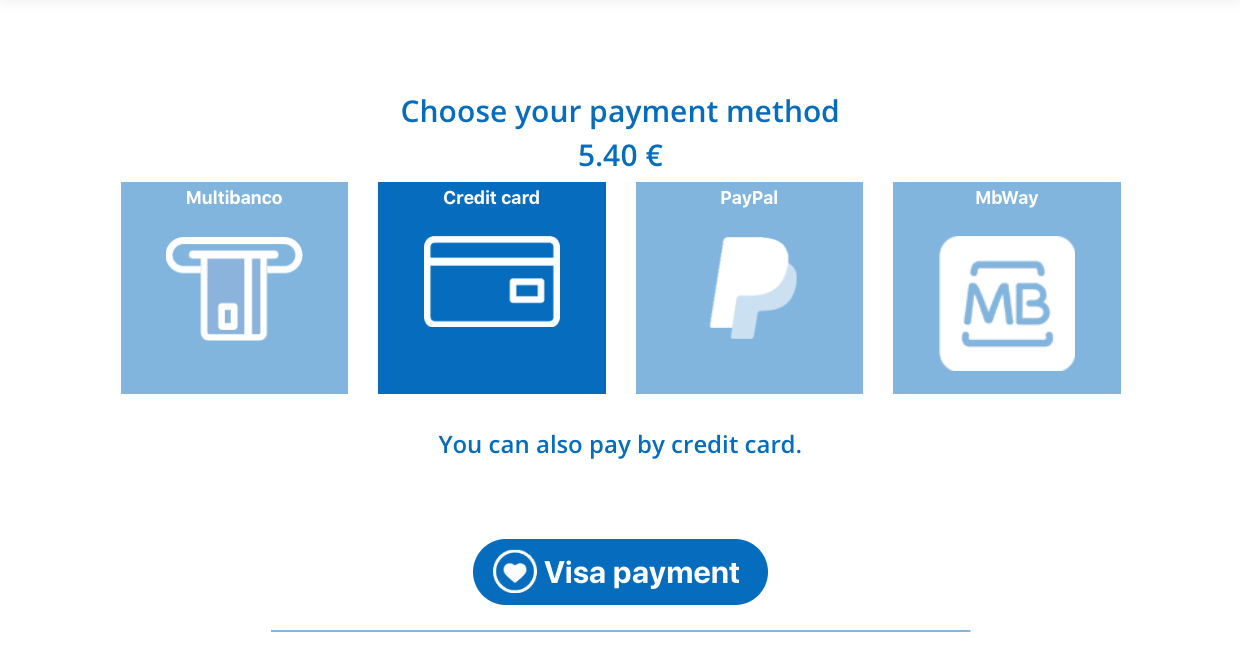 Choose your payment method
5.40 €
Multibanco
Credit card
PayPal
MbWay
MB
You can also pay by credit card.
Visa payment